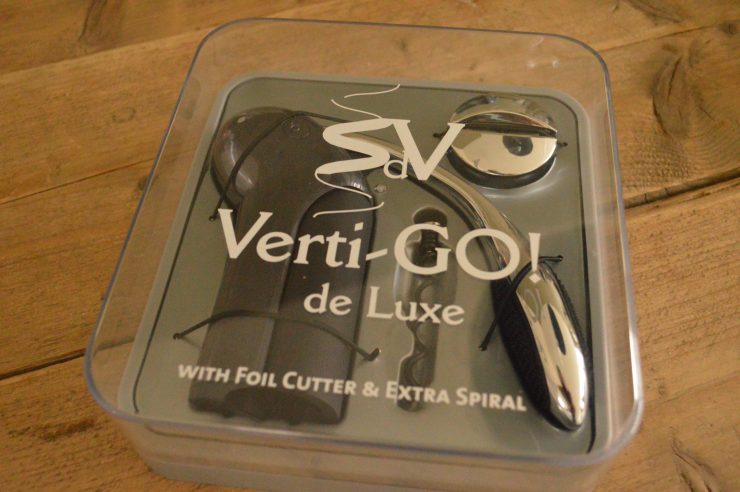 SdV
Verti-GO!
de Luxe
WITH FOIL CUTTER & EXTRA SPIRAL